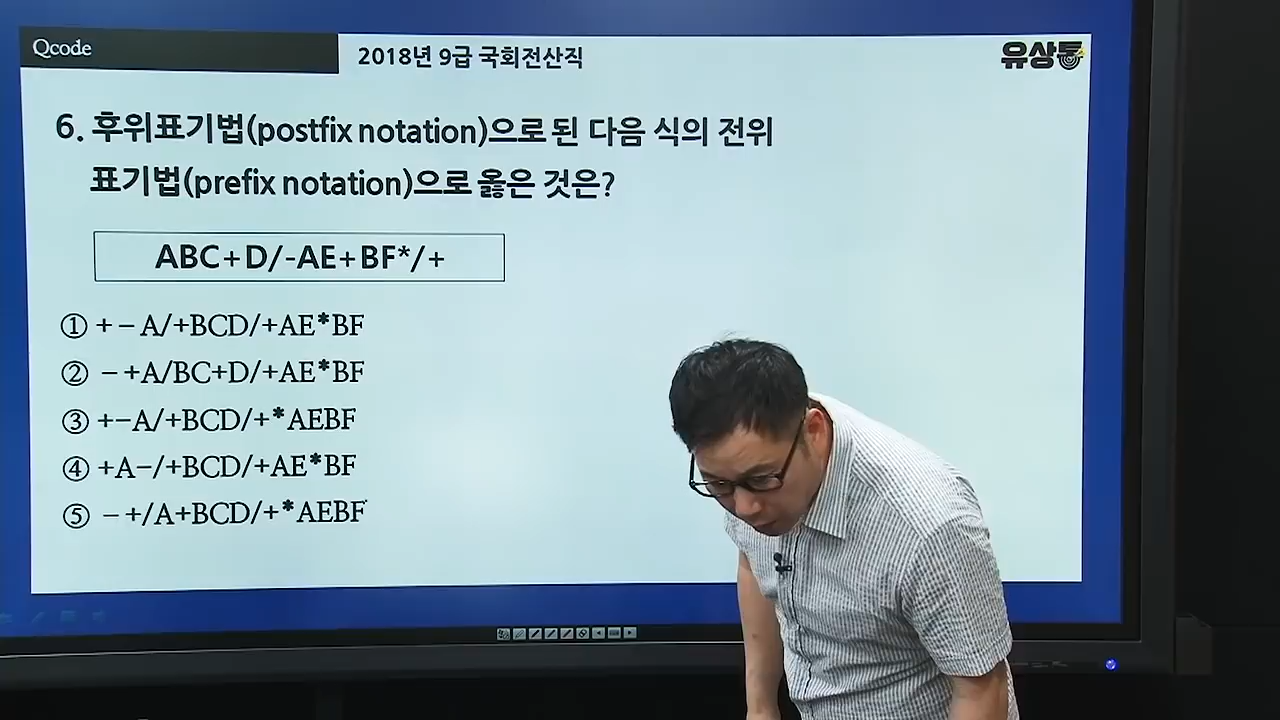 Qcode
2018년 9급 국회전산직
유상통
6. 후위표기법(postfix notation)으로 된 다음 식의 전위
표기법(prefix notation)으로 옳은 것은?
ABC+D/-AE+BF*/+
① +−A/+BCD/+AE*BF
② −+A/BC+D/+AE*BF
③ +−A/+BCD/+*AEBF
④ +A−/+BCD/+AE*BF
⑤ −+/A+BCD/+*AEBF